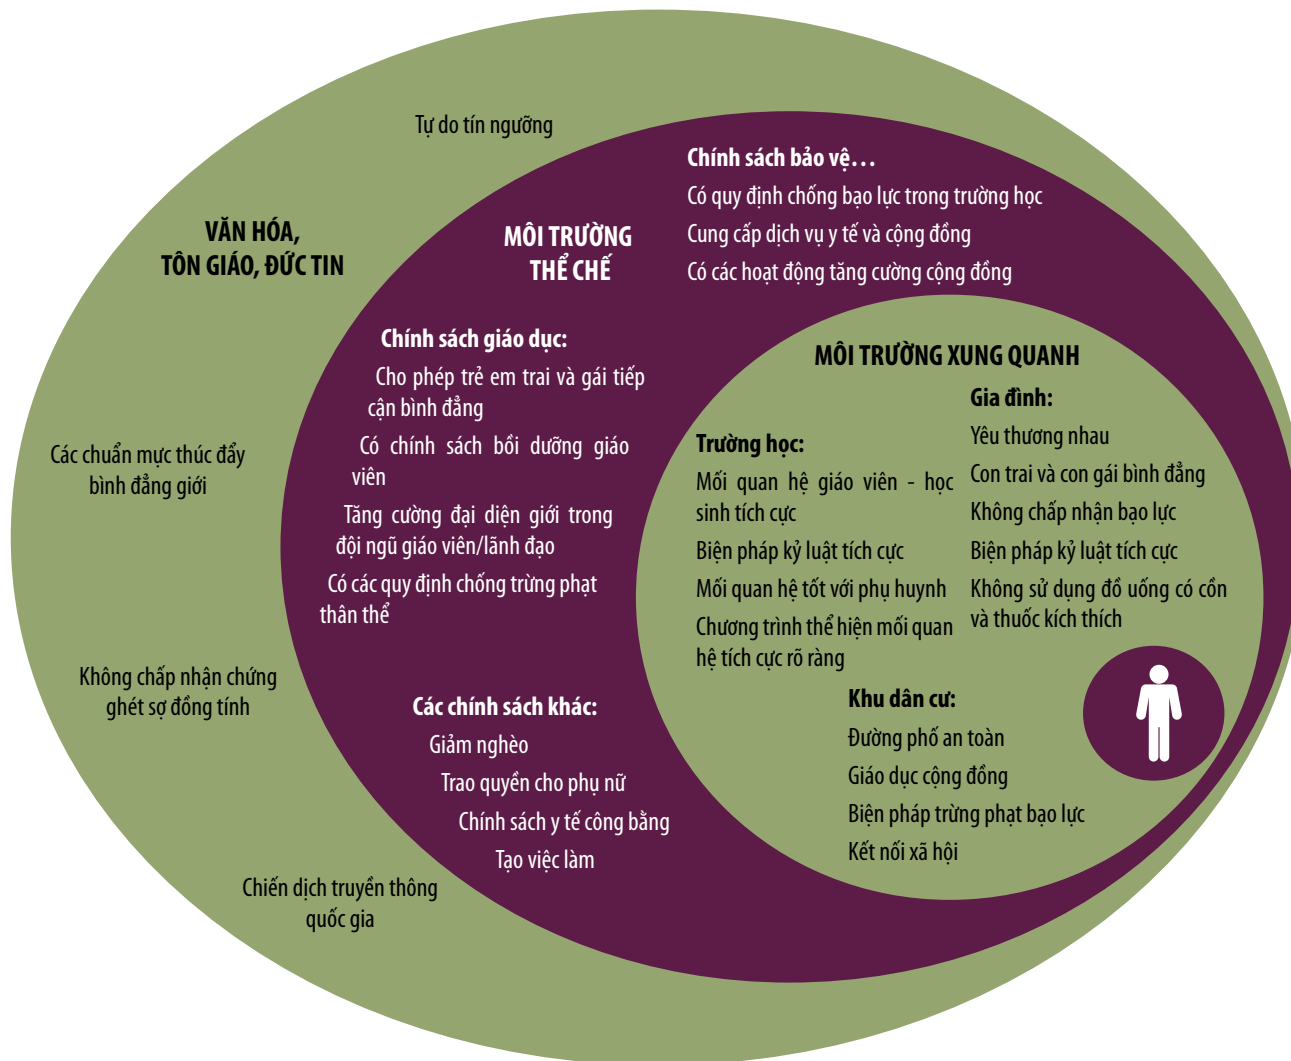 Tự do tín ngưỡng
VĂN HÓA,
TÔN GIÁO, ĐỨC TIN
Các chuẩn mực thúc đẩy
bình đẳng giới
Không chấp nhận chứng
ghét sợ đồng tính
Chiến dịch truyền thông
quốc gia
MÔI TRƯỜNG
THỂ CHẾ
Chính sách bảo vệ…
Có quy định chống bạo lực trong trường học
Cung cấp dịch vụ y tế và cộng đồng
Có các hoạt động tăng cường cộng đồng
Chính sách giáo dục:
Cho phép trẻ em trai và gái tiếp
cận bình đẳng
Có chính sách bồi dưỡng giáo
viên
Tăng cường đại diện giới trong
đội ngũ giáo viên/lãnh đạo
Có các quy định chống trừng phạt
thân thể
Các chính sách khác:
Giảm nghèo
Trao quyền cho phụ nữ
Chính sách y tế công bằng
Tạo việc làm
MÔI TRƯỜNG XUNG QUANH
Trường học:
Mối quan hệ giáo viên - học
sinh tích cực
Biện pháp kỷ luật tích cực
Mối quan hệ tốt với phụ huynh
Chương trình thể hiện mối quan
hệ tích cực rõ ràng
Gia đình:
Yêu thương nhau
Con trai và con gái bình đẳng
Không chấp nhận bạo lực
Biện pháp kỷ luật tích cực
Không sử dụng đồ uống có cồn
và thuốc kích thích
Khu dân cư:
Đường phố an toàn
Giáo dục cộng đồng
Biện pháp trừng phạt bạo lực
Kết nối xã hội